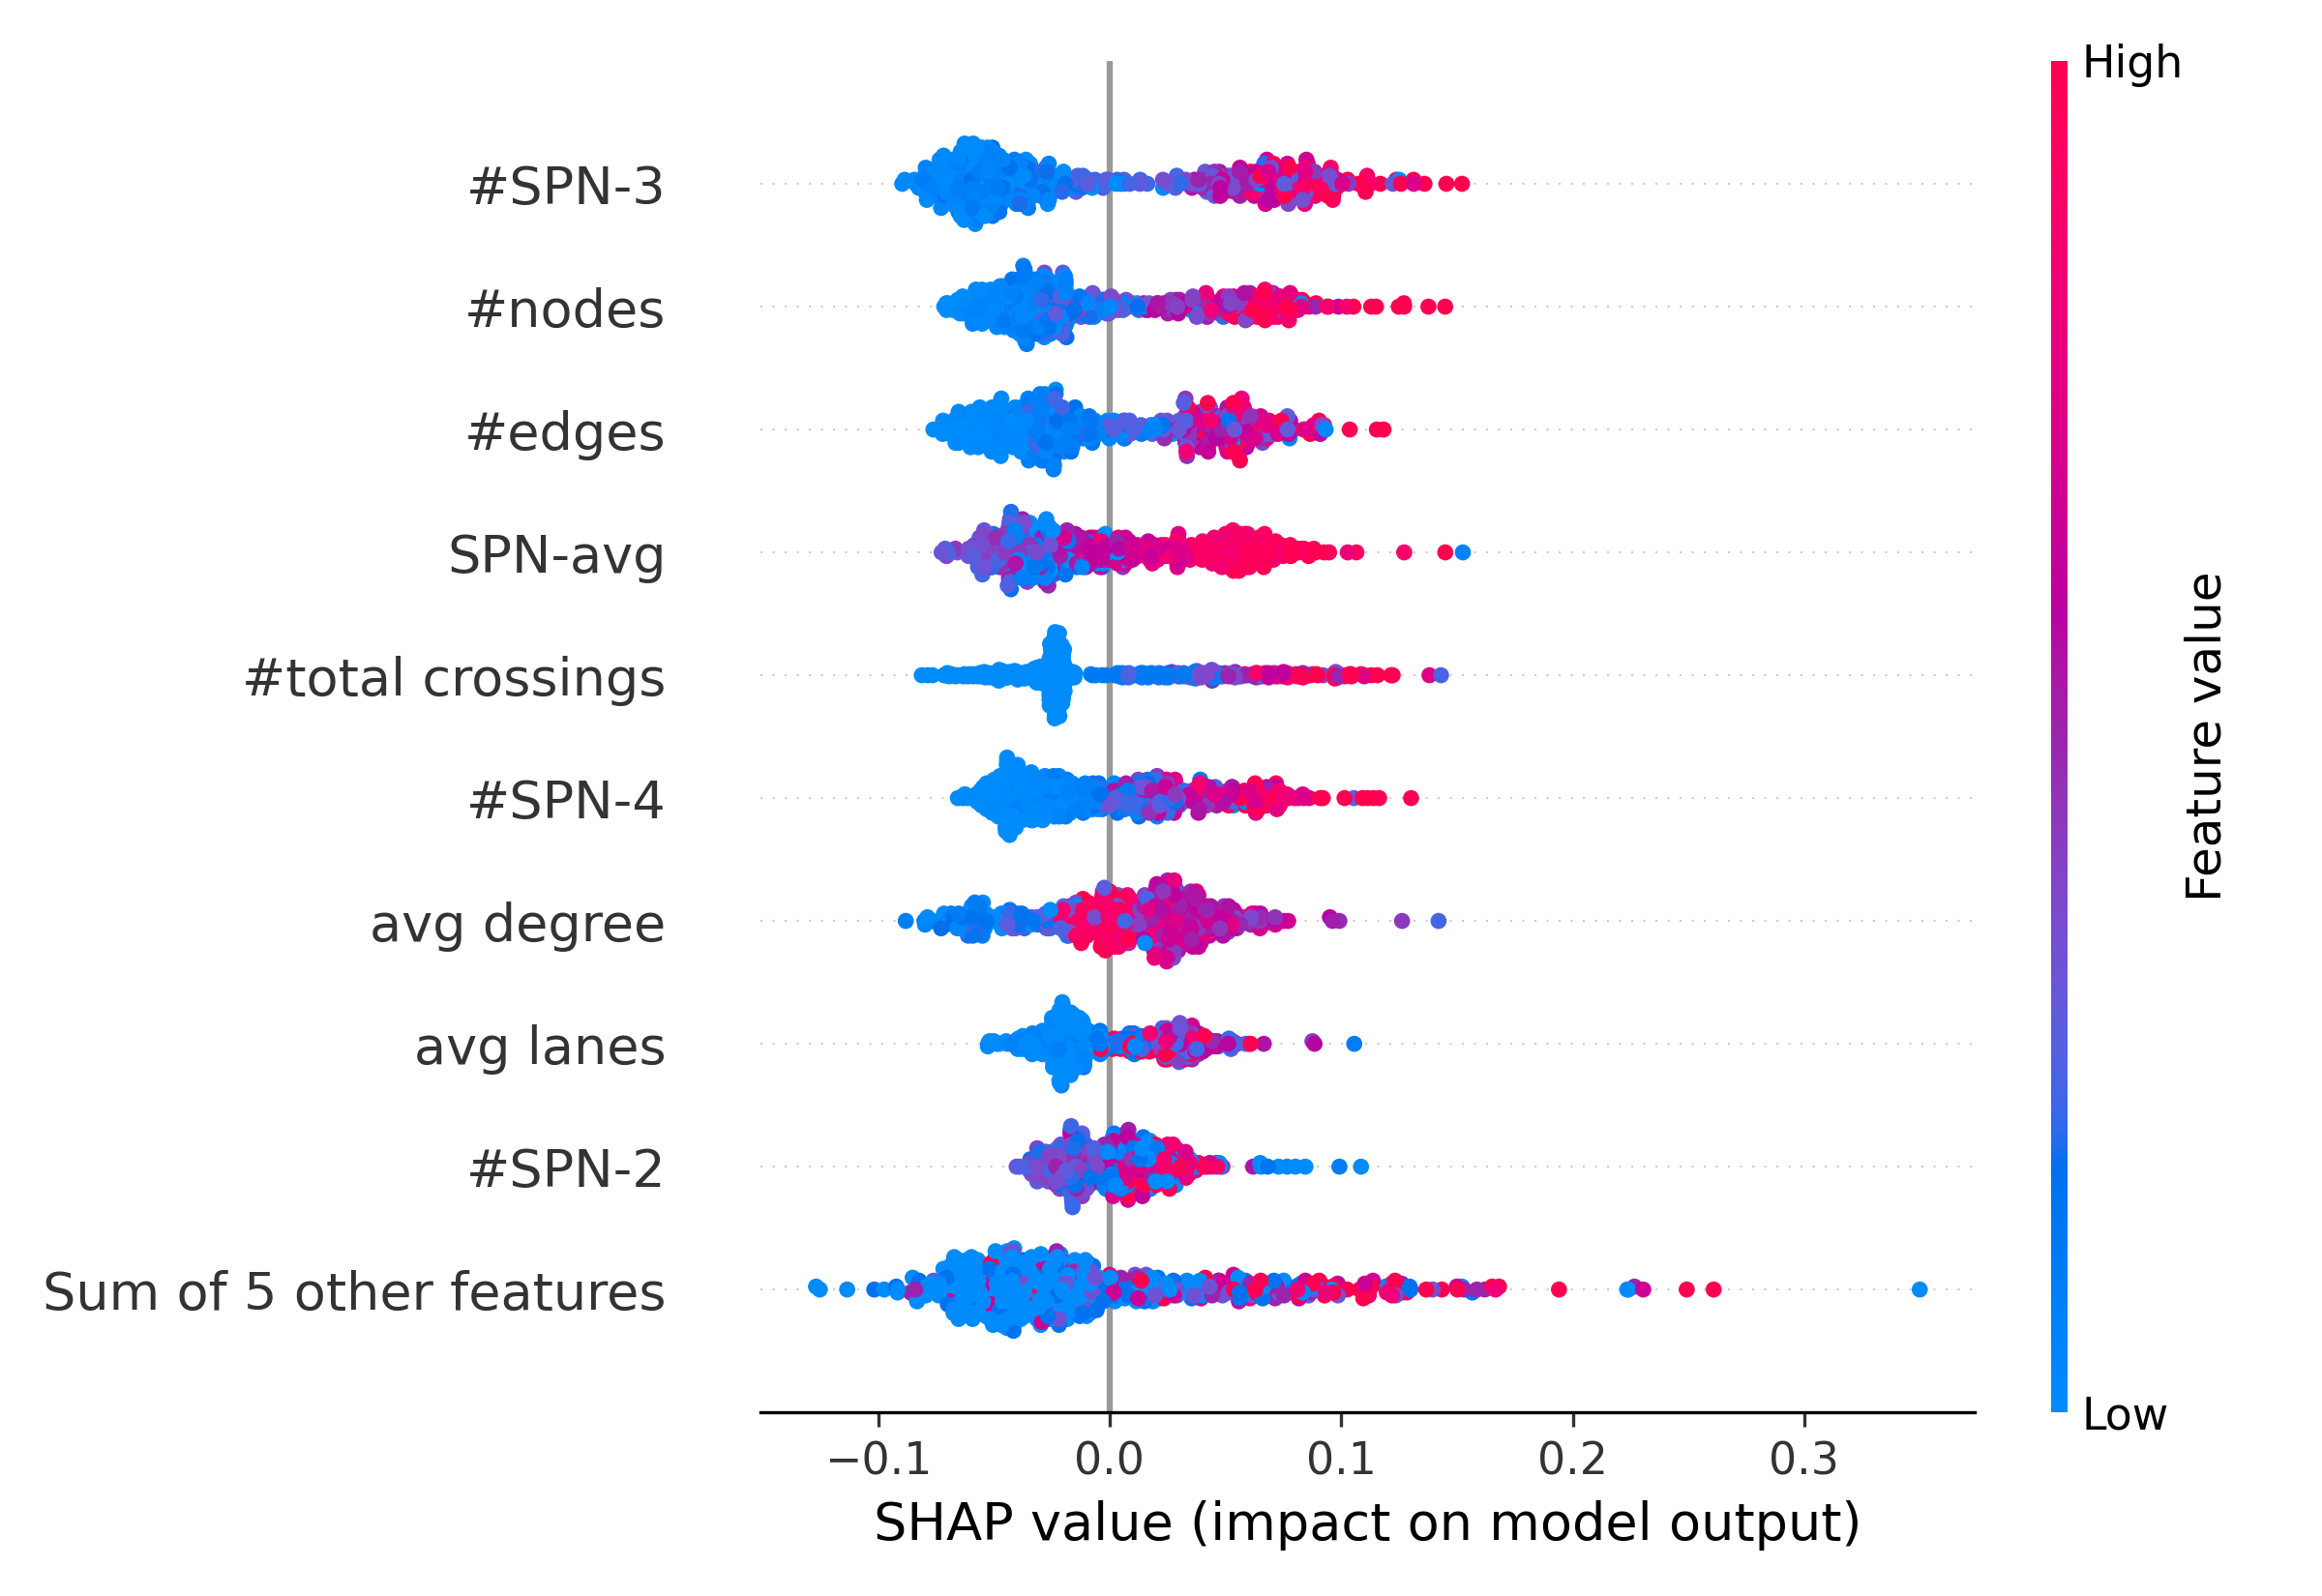 High
#SPN-3
#nodes
#edges
SPN-avg
#total crossings
#SPN-4
avg degree
avg lanes
#SPN-2
Sum of 5 other features
Feature value
Low
−0.1 0.0 0.1 0.2 0.3
SHAP value (impact on model output)